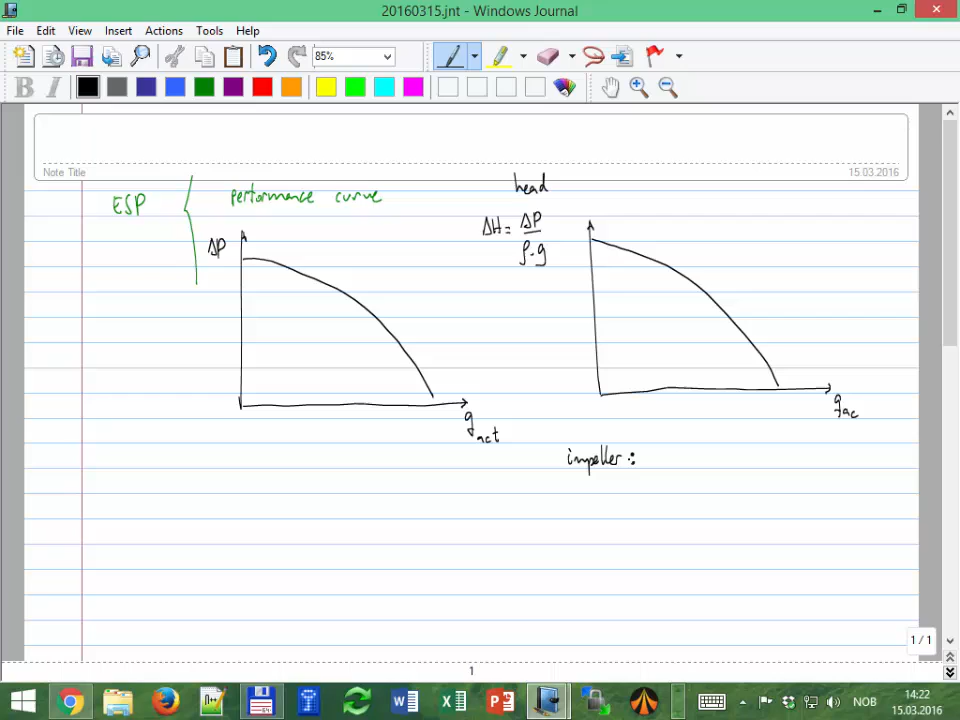 20160315.jnt - Windows Journal
File Edit View Insert Actions Tools Help
85%
B I
Note Title
15.03.2016
ESP
performance curve
head
ΔH = ΔP
ρ·g
ΔP
q act
q ac
impeller :
1 / 1
1
NOB
14:22
15.03.2016